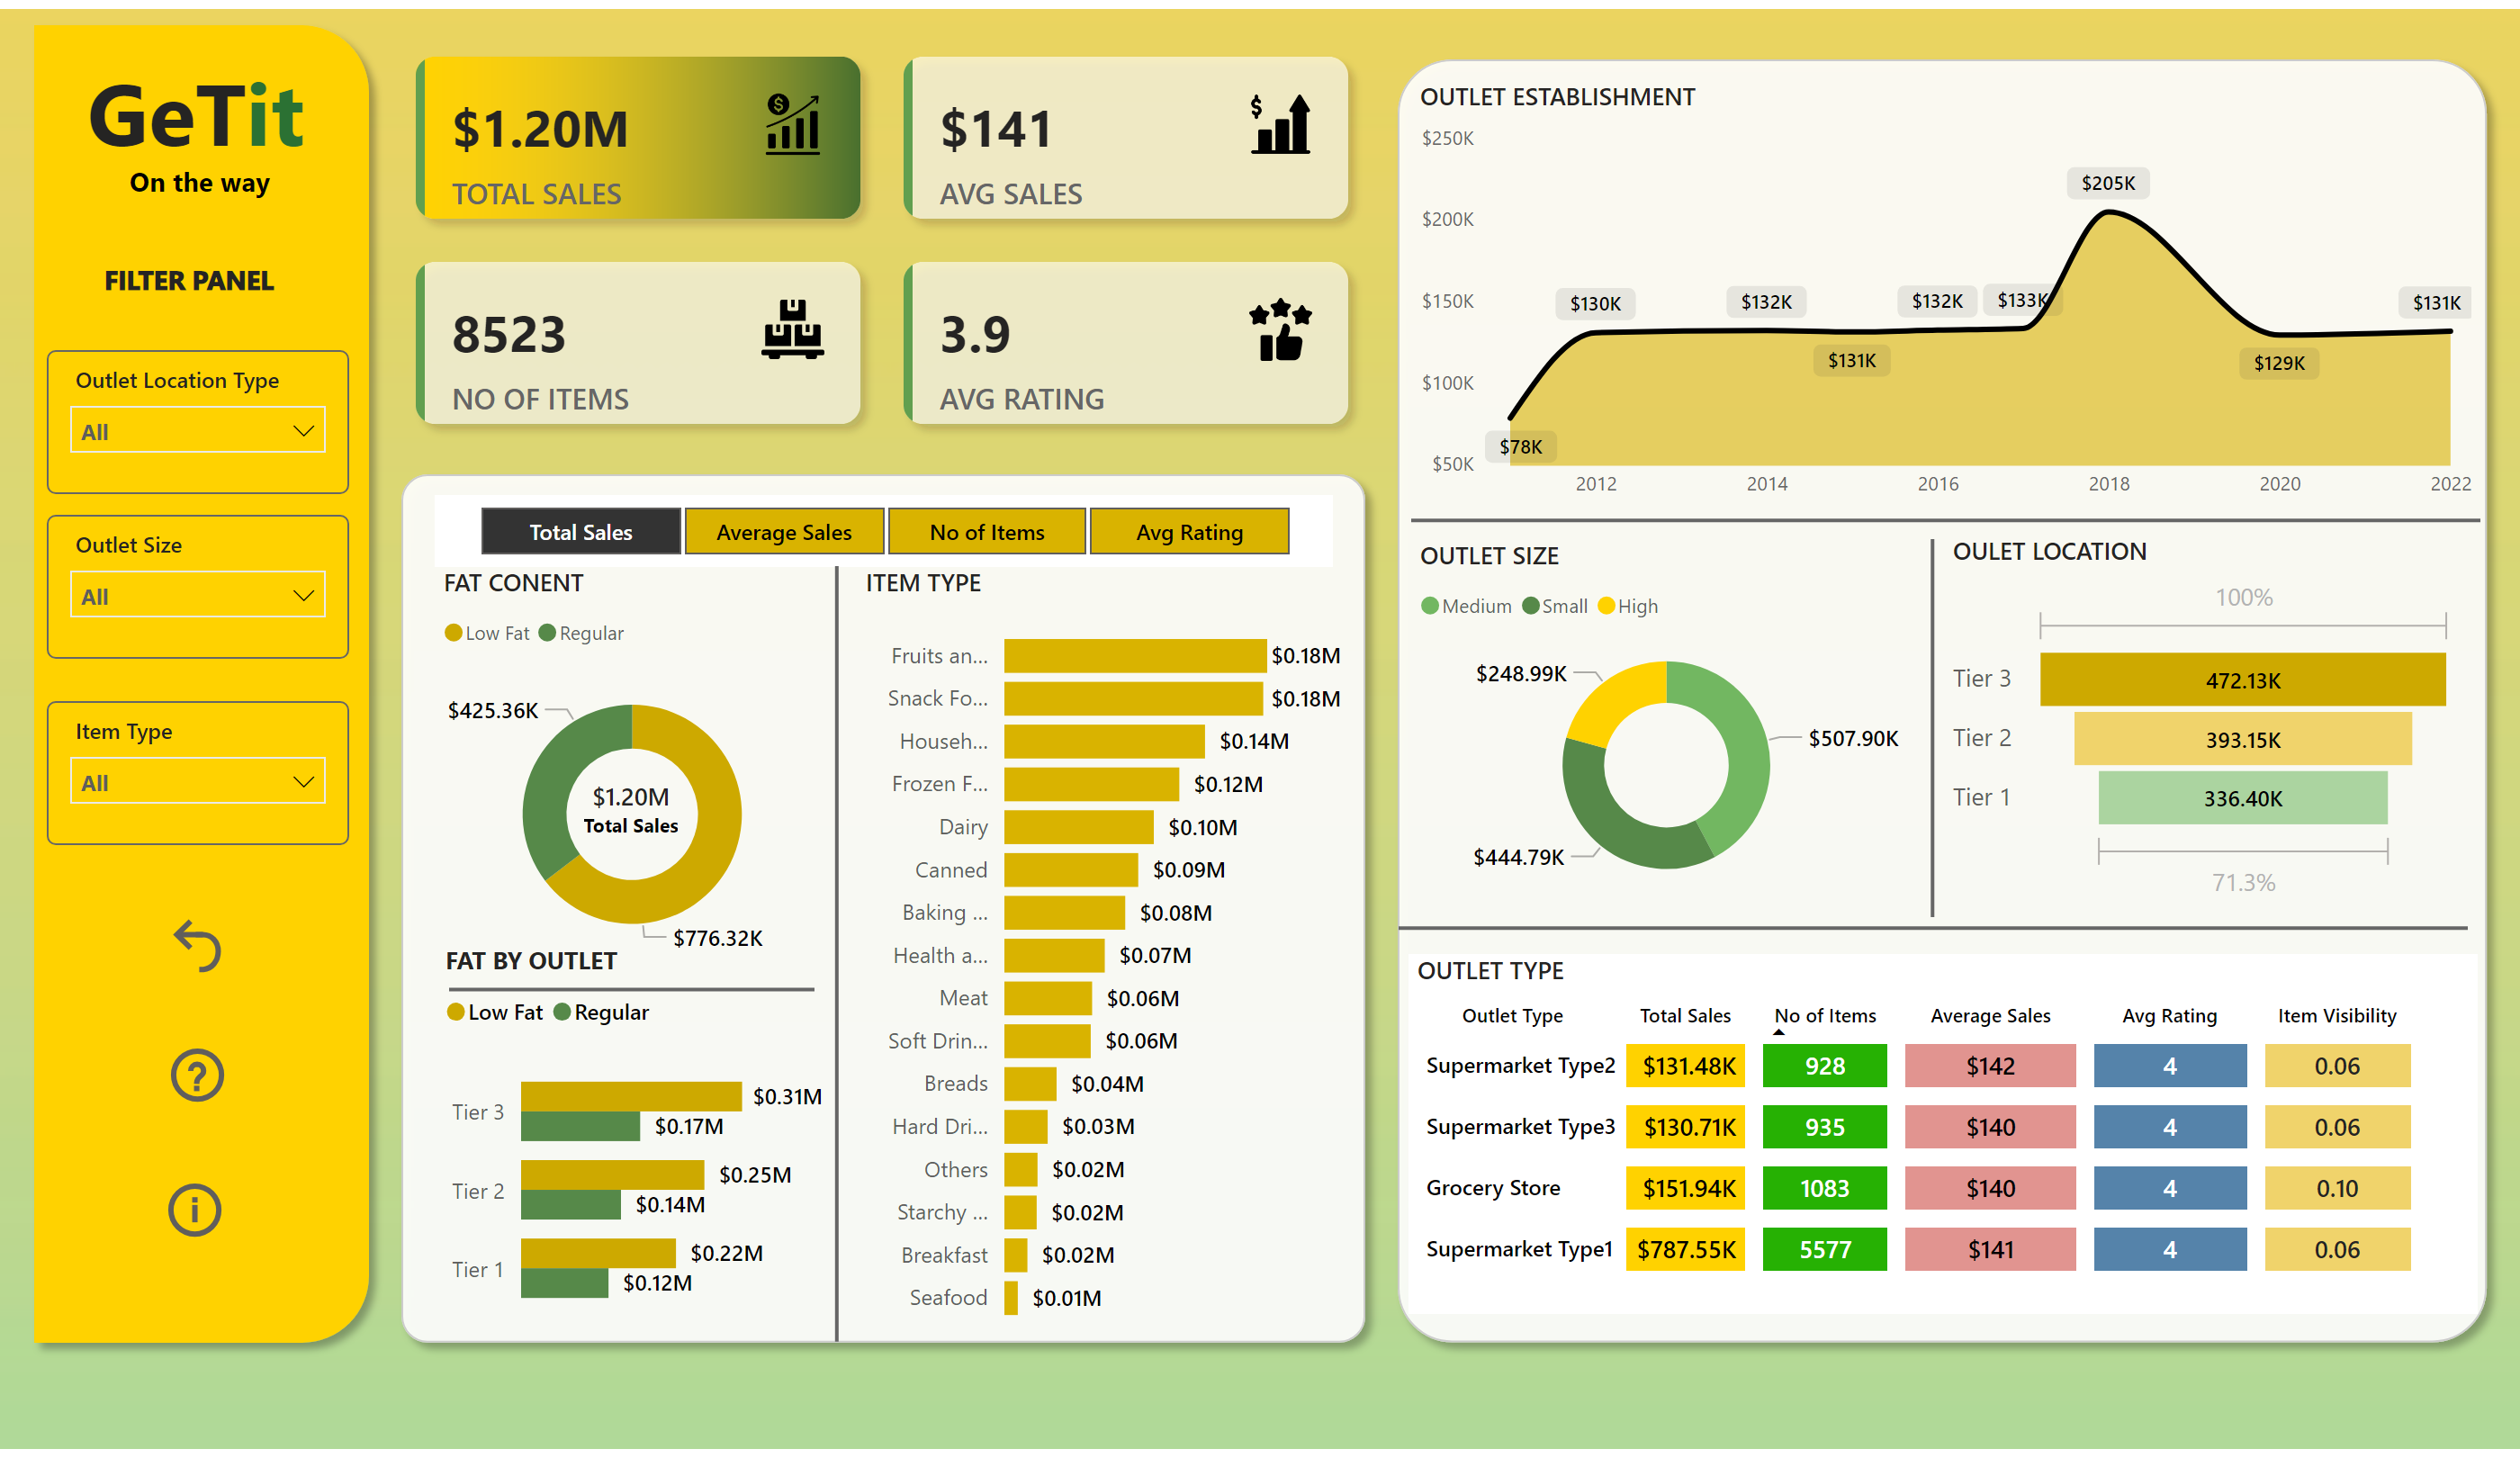 GeTit
On the way
FILTER PANEL
Outlet Location Type
All
Outlet Size
All
Item Type
All
$1.20M
TOTAL SALES
$141
AVG SALES
8523
NO OF ITEMS
3.9
AVG RATING
Total Sales
Average Sales
No of Items
Avg Rating
FAT CONENT
Low Fat
Regular
$425.36K
$1.20M
Total Sales
$776.32K
FAT BY OUTLET
Low Fat
Regular
Tier 3
$0.31M
$0.17M
Tier 2
$0.25M
$0.14M
Tier 1
$0.22M
$0.12M
ITEM TYPE
Fruits an... $0.18M
Snack Fo... $0.18M
Househ... $0.14M
Frozen F... $0.12M
Dairy $0.10M
Canned $0.09M
Baking ... $0.08M
Health a... $0.07M
Meat $0.06M
Soft Drin... $0.06M
Breads $0.04M
Hard Dri... $0.03M
Others $0.02M
Starchy ... $0.02M
Breakfast $0.02M
Seafood $0.01M
OUTLET ESTABLISHMENT
$250K
$200K
$150K
$100K
$50K
$78K
$130K
$132K
$131K
$132K
$133K
$205K
$129K
$131K
2012 2014 2016 2018 2020 2022
OUTLET SIZE
Medium Small High
$248.99K
$507.90K
$444.79K
OULET LOCATION
100%
Tier 3 472.13K
Tier 2 393.15K
Tier 1 336.40K
71.3%
OUTLET TYPE
Outlet Type Total Sales No of Items Average Sales Avg Rating Item Visibility
Supermarket Type2 $131.48K 928 $142 4 0.06
Supermarket Type3 $130.71K 935 $140 4 0.06
Grocery Store $151.94K 1083 $140 4 0.10
Supermarket Type1 $787.55K 5577 $141 4 0.06